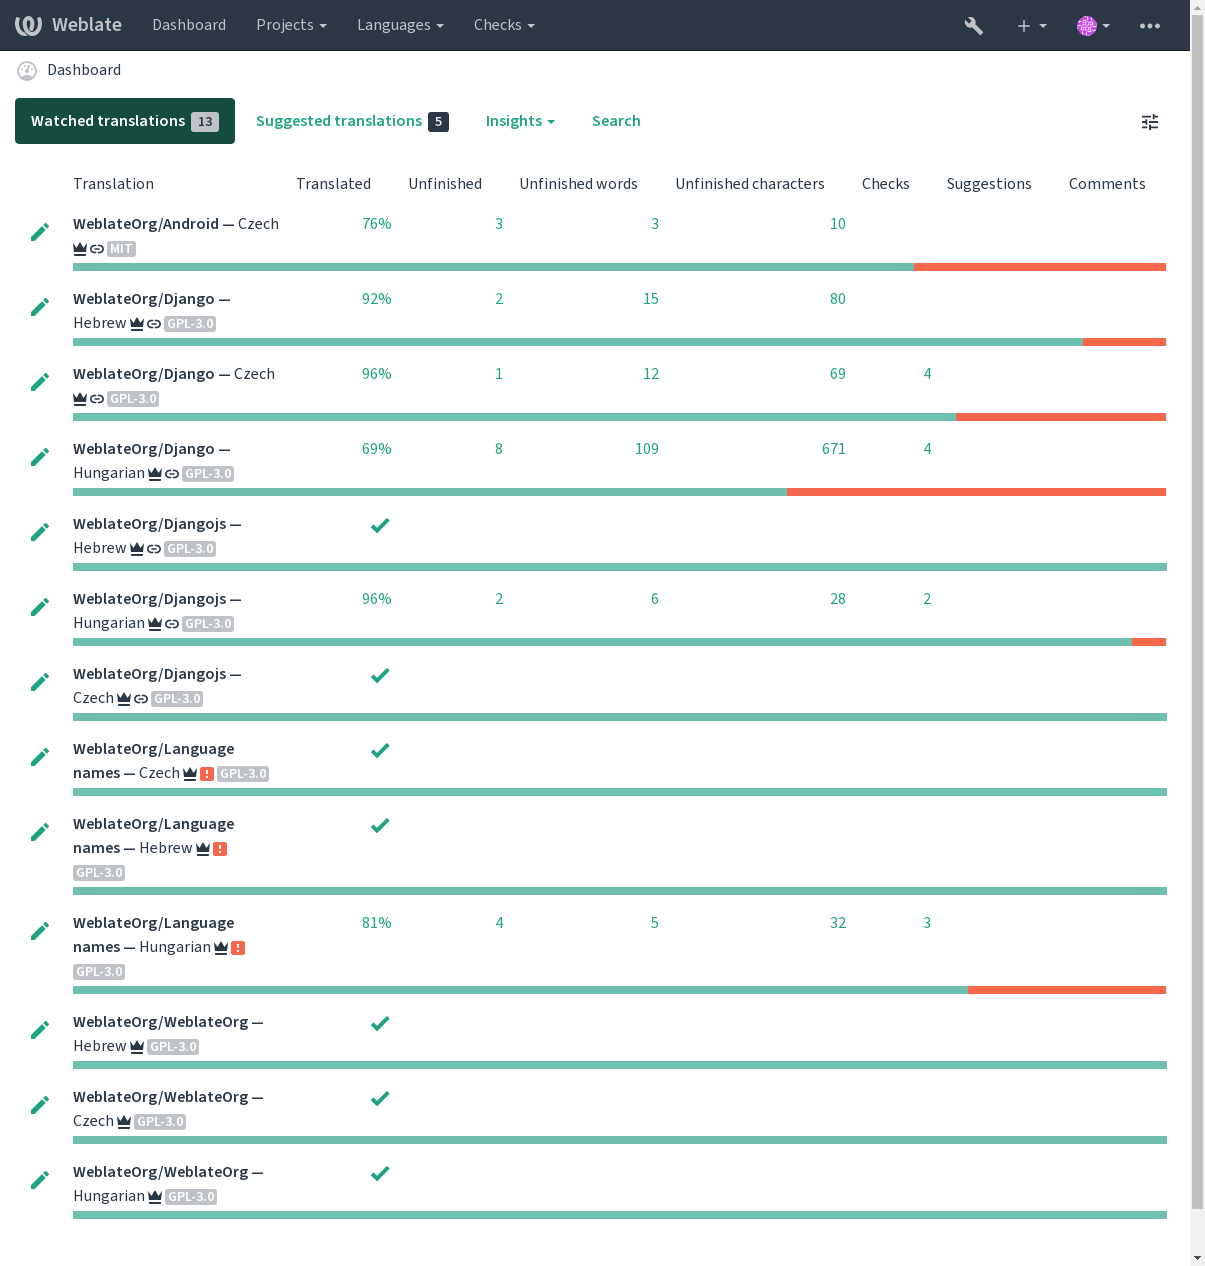 Weblate Dashboard Projects Languages Checks
Dashboard
Watched translations 13 Suggested translations 5 Insights Search
Translation Translated Unfinished Unfinished words Unfinished characters Checks Suggestions Comments
WeblateOrg/Android — Czech 76% 3 3 10
MIT
WeblateOrg/Django — 92% 2 15 80
Hebrew GPL-3.0
WeblateOrg/Django — Czech 96% 1 12 69 4
GPL-3.0
WeblateOrg/Django — 69% 8 109 671 4
Hungarian GPL-3.0
WeblateOrg/Djangojs —
Hebrew GPL-3.0
WeblateOrg/Djangojs — 96% 2 6 28 2
Hungarian GPL-3.0
WeblateOrg/Djangojs —
Czech GPL-3.0
WeblateOrg/Language
names — Czech GPL-3.0
WeblateOrg/Language
names — Hebrew
GPL-3.0
WeblateOrg/Language 81% 4 5 32 3
names — Hungarian
GPL-3.0
WeblateOrg/WeblateOrg —
Hebrew GPL-3.0
WeblateOrg/WeblateOrg —
Czech GPL-3.0
WeblateOrg/WeblateOrg —
Hungarian GPL-3.0